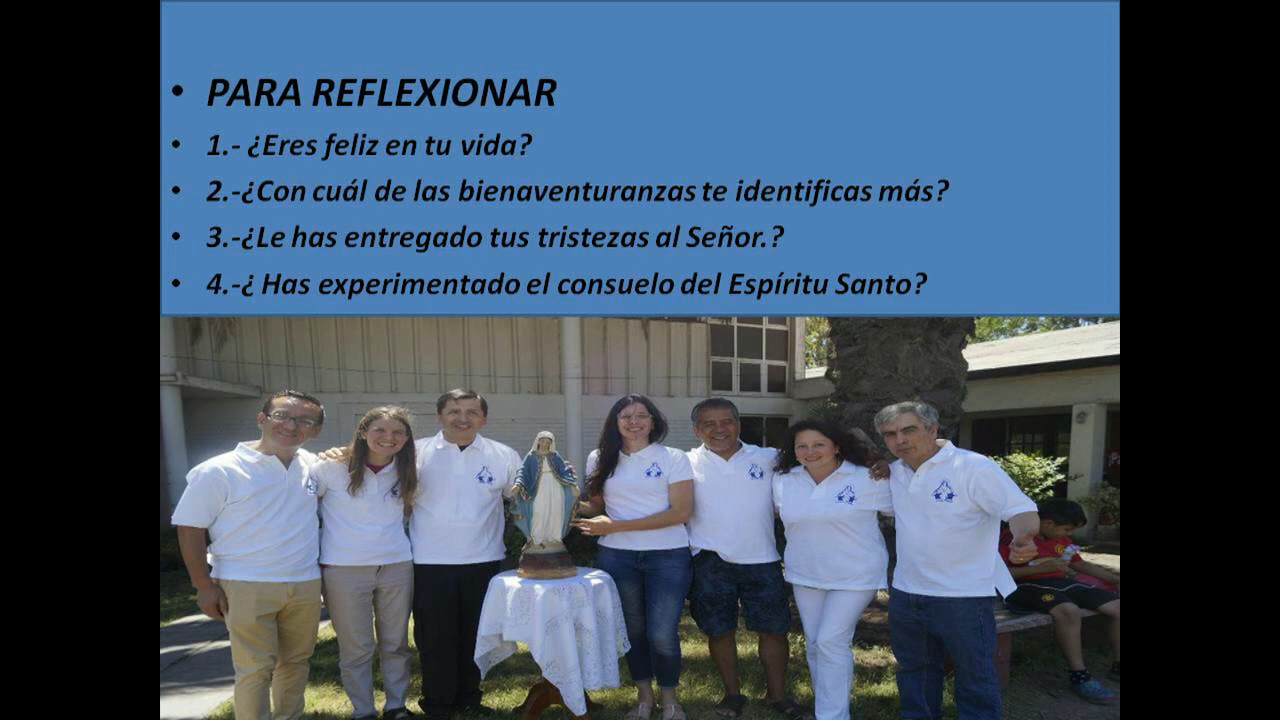 PARA REFLEXIONAR
1.- ¿Eres feliz en tu vida?
2.-¿Con cuál de las bienaventuranzas te identificas más?
3.-¿Le has entregado tus tristezas al Señor.?
4.-¿ Has experimentado el consuelo del Espíritu Santo?